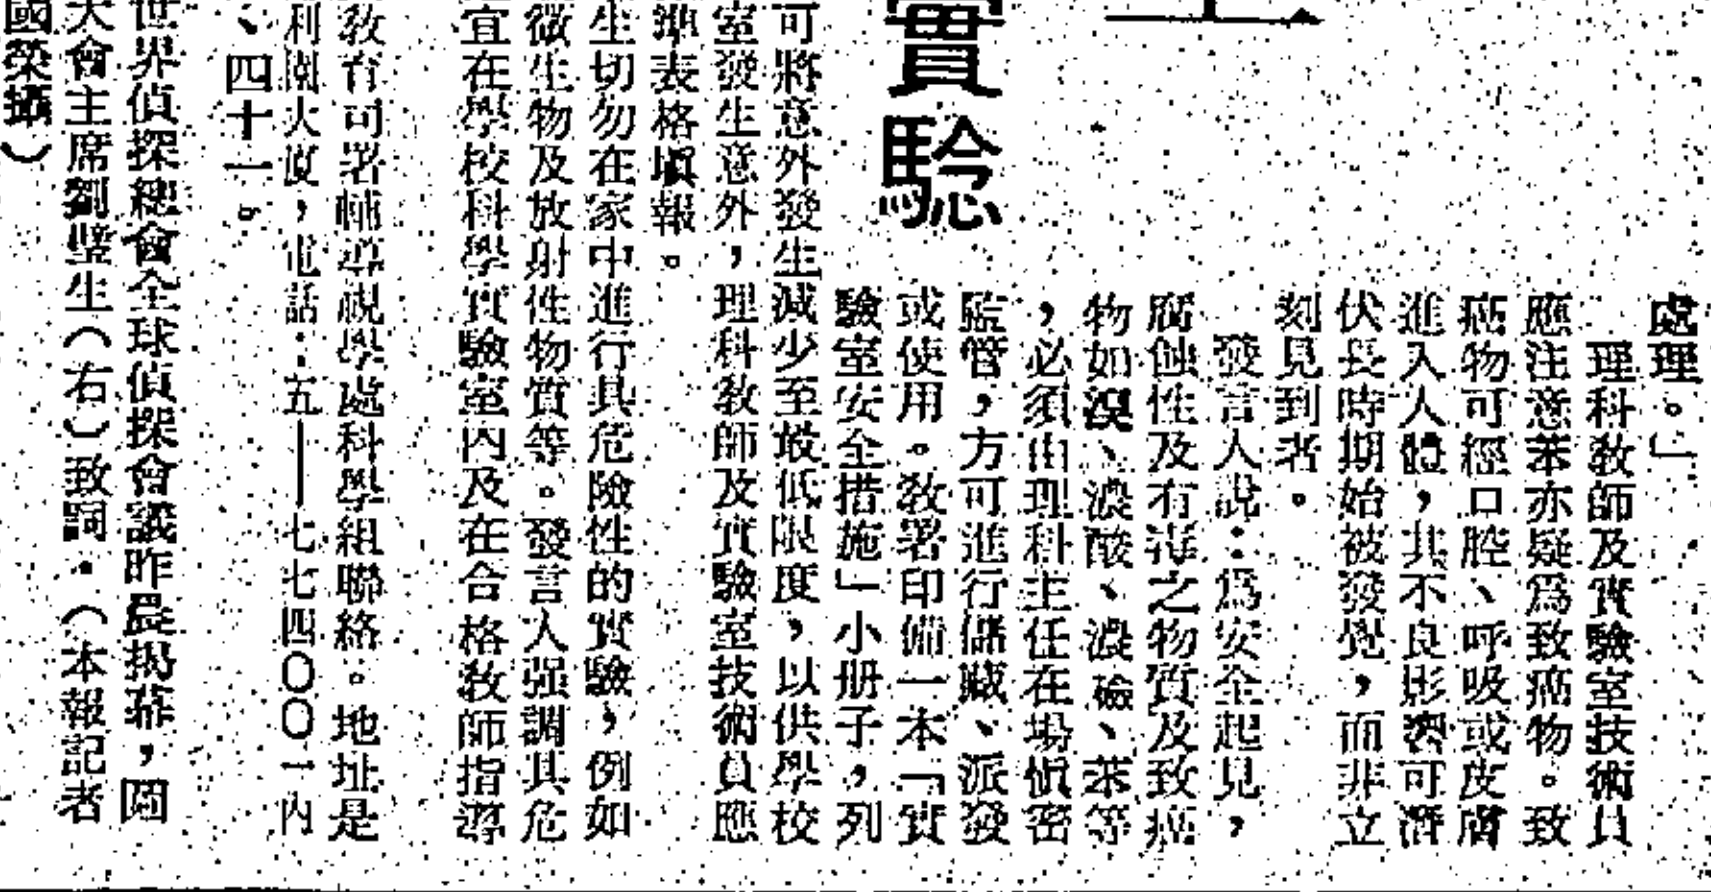 實驗
處理。」
理科教師及實驗室技術員
應注意苯亦疑爲致癌物。致
癌物可經口腔、呼吸或皮膚
進入人體，其不良影響可潛
伏長時期始被發覺，而非立
刻見到者。
發言人說：爲安全起見，
腐蝕性及有毒之物質及致癌
物如溴、濃酸、濃鹼、苯等
，必須由理科主任在場愼密
監管，方可進行儲藏、派發
或使用。教署印備一本「實
驗室安全措施」小册子，列
可將意外發生減少至最低限度，以供學校
室發生意外，理科教師及實驗室技術員應
準表格塡報。
生切勿在家中進行具危險性的實驗，例如
微生物及放射性物質等。發言人强調具危
宜在學校科學實驗室內及在合格教師指導
教育司署輔導視學處科學組聯絡。地址是
利園大廈，電話：五——七七四〇〇一內
、四十一。
世界偵探總會全球偵探會議昨晨揭幕，圖
大會主席劉璧生（右）致詞。（本報記者
國榮攝）